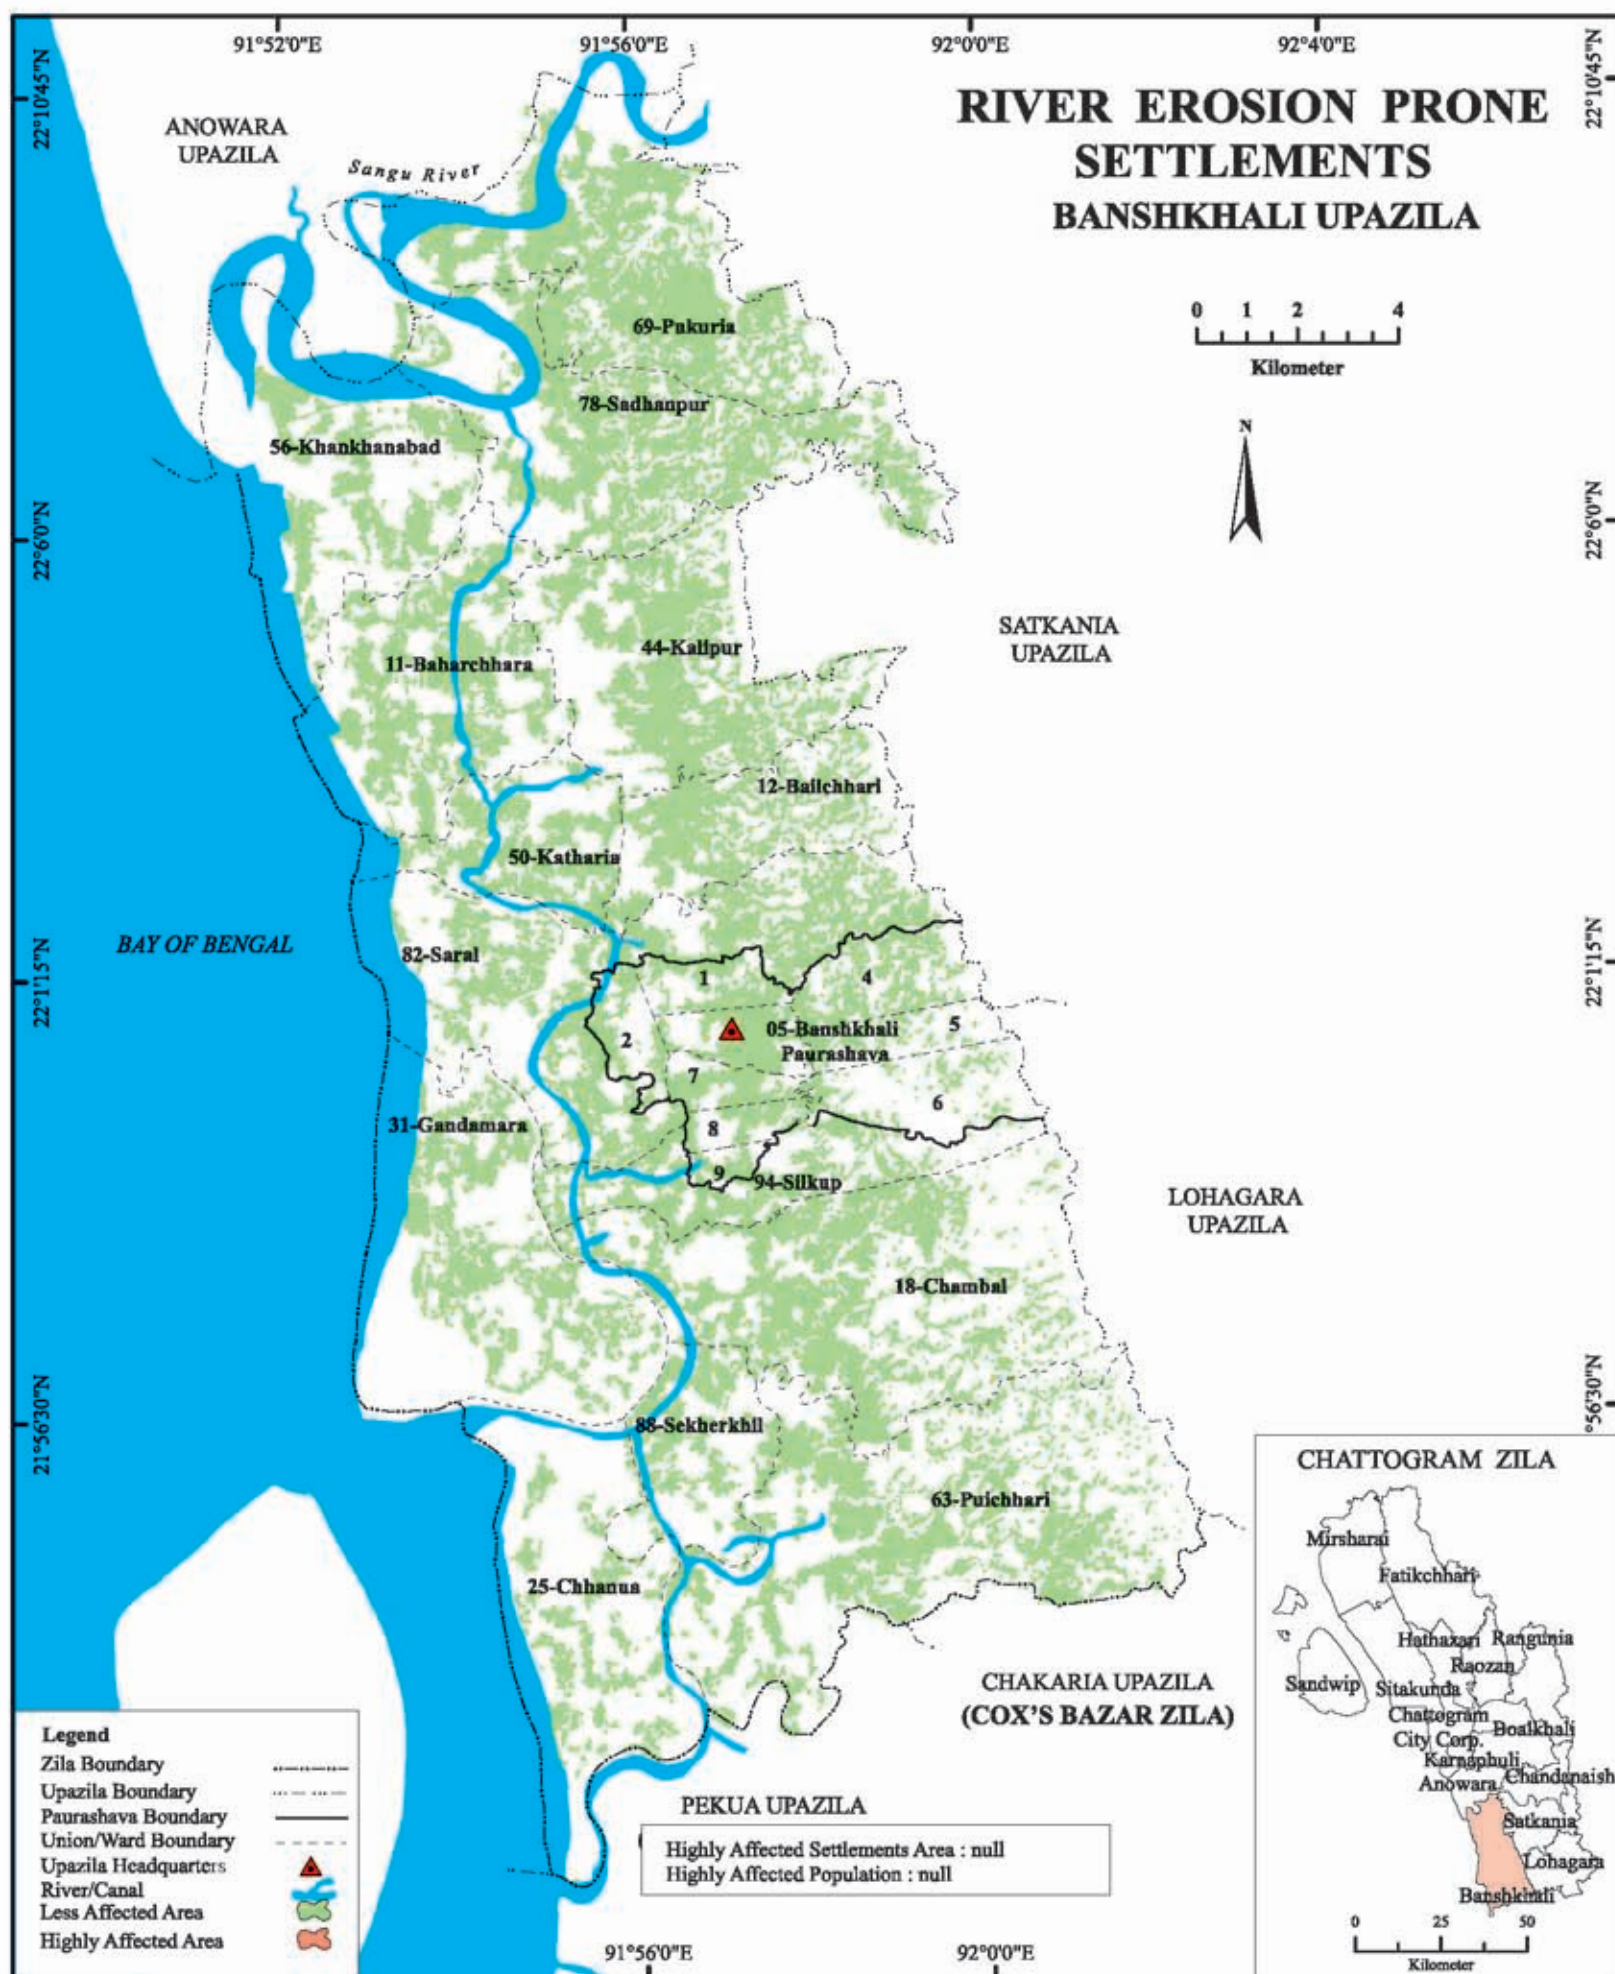 91°52'0"E
91°56'0"E
92°0'0"E
92°4'0"E
22°10'45"N
22°10'45"N
RIVER EROSION PRONE
SETTLEMENTS
BANSHKHALI UPAZILA
ANOWARA
UPAZILA
Sangu River
0 1 2 4
Kilometer
69-Pukuria
78-Sadhanpur
N
56-Khankhanabad
22°6'0"N
22°6'0"N
SATKANIA
UPAZILA
44-Kalipur
11-Baharchhara
12-Bailchhari
50-Katharia
BAY OF BENGAL
82-Saral
22°1'15"N
22°1'15"N
1
4
2
05-Banshkhali
Paurashava
5
7
6
31-Gandamara
8
9
94-Silkup
LOHAGARA
UPAZILA
18-Chambal
21°56'30"N
°56'30"N
88-Sekherkhil
63-Puichhari
25-Chhanua
CHAKARIA UPAZILA
(COX'S BAZAR ZILA)
PEKUA UPAZILA
Highly Affected Settlements Area : null
Highly Affected Population : null
Legend
Zila Boundary
Upazila Boundary
Paurashava Boundary
Union/Ward Boundary
Upazila Headquarters
River/Canal
Less Affected Area
Highly Affected Area
91°56'0"E
92°0'0"E
CHATTOGRAM ZILA
Mirsharai
Fatikchhari
Hathazari
Rangunia
Raozan
Sandwip
Sitakunda
Chattogram
City Corp.
Boalkhali
Karnaphuli
Anowara
Chandanaish
Satkania
Lohagara
Banshkhali
0 25 50
Kilometer